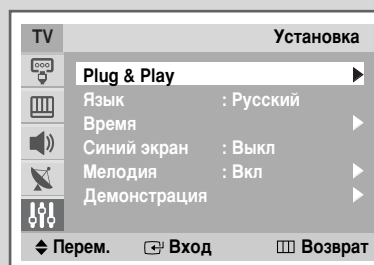 TV Установка
Plug & Play
Язык : Русский
Время
Синий экран : Выкл
Мелодия : Вкл
Демонстрация
Перем. Вход Возврат